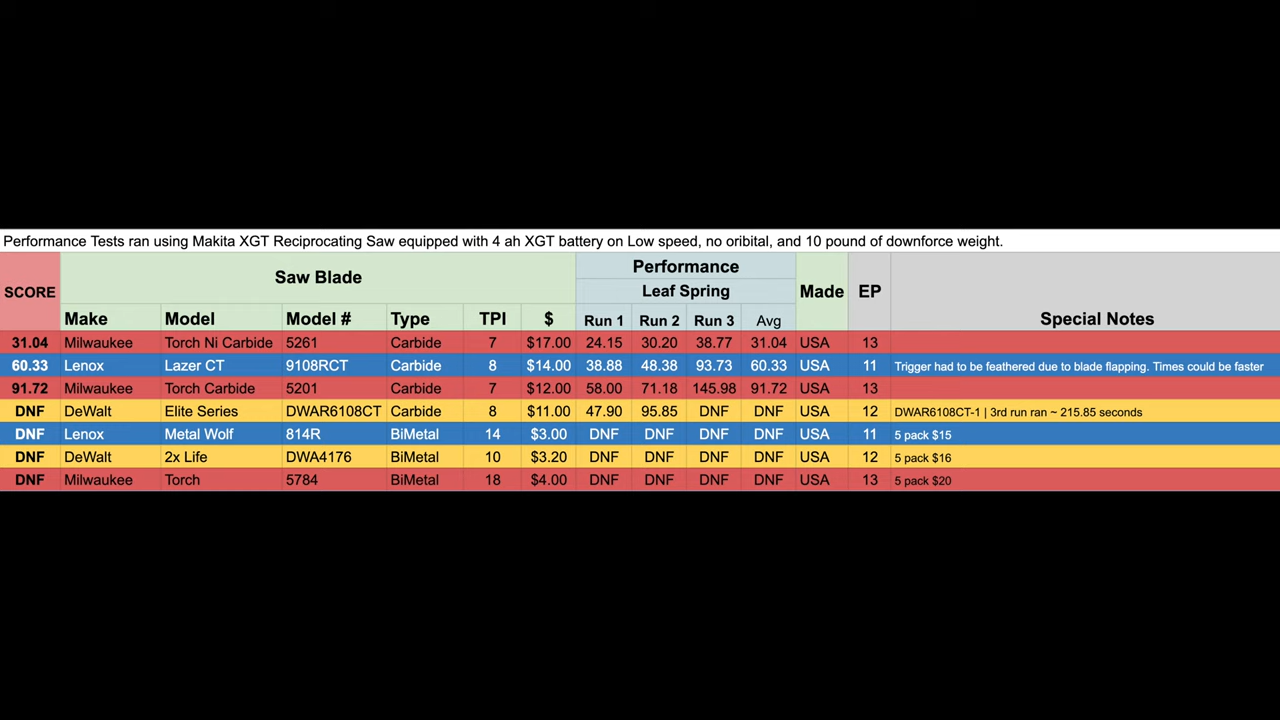 Performance Tests ran using Makita XGT Reciprocating Saw equipped with 4 ah XGT battery on Low speed, no oribital, and 10 pound of downforce weight.
SCORE Saw Blade Performance Made EP Special Notes
Leaf Spring
Make Model Model # Type TPI $ Run 1 Run 2 Run 3 Avg
31.04 Milwaukee Torch Ni Carbide 5261 Carbide 7 $17.00 24.15 30.20 38.77 31.04 USA 13
60.33 Lenox Lazer CT 9108RCT Carbide 8 $14.00 38.88 48.38 93.73 60.33 USA 11 Trigger had to be feathered due to blade flapping. Times could be faster
91.72 Milwaukee Torch Carbide 5201 Carbide 7 $12.00 58.00 71.18 145.98 91.72 USA 13
DNF DeWalt Elite Series DWAR6108CT Carbide 8 $11.00 47.90 95.85 DNF DNF USA 12 DWAR6108CT-1 | 3rd run ran ~ 215.85 seconds
DNF Lenox Metal Wolf 814R BiMetal 14 $3.00 DNF DNF DNF DNF USA 11 5 pack $15
DNF DeWalt 2x Life DWA4176 BiMetal 10 $3.20 DNF DNF DNF DNF USA 12 5 pack $16
DNF Milwaukee Torch 5784 BiMetal 18 $4.00 DNF DNF DNF DNF USA 13 5 pack $20